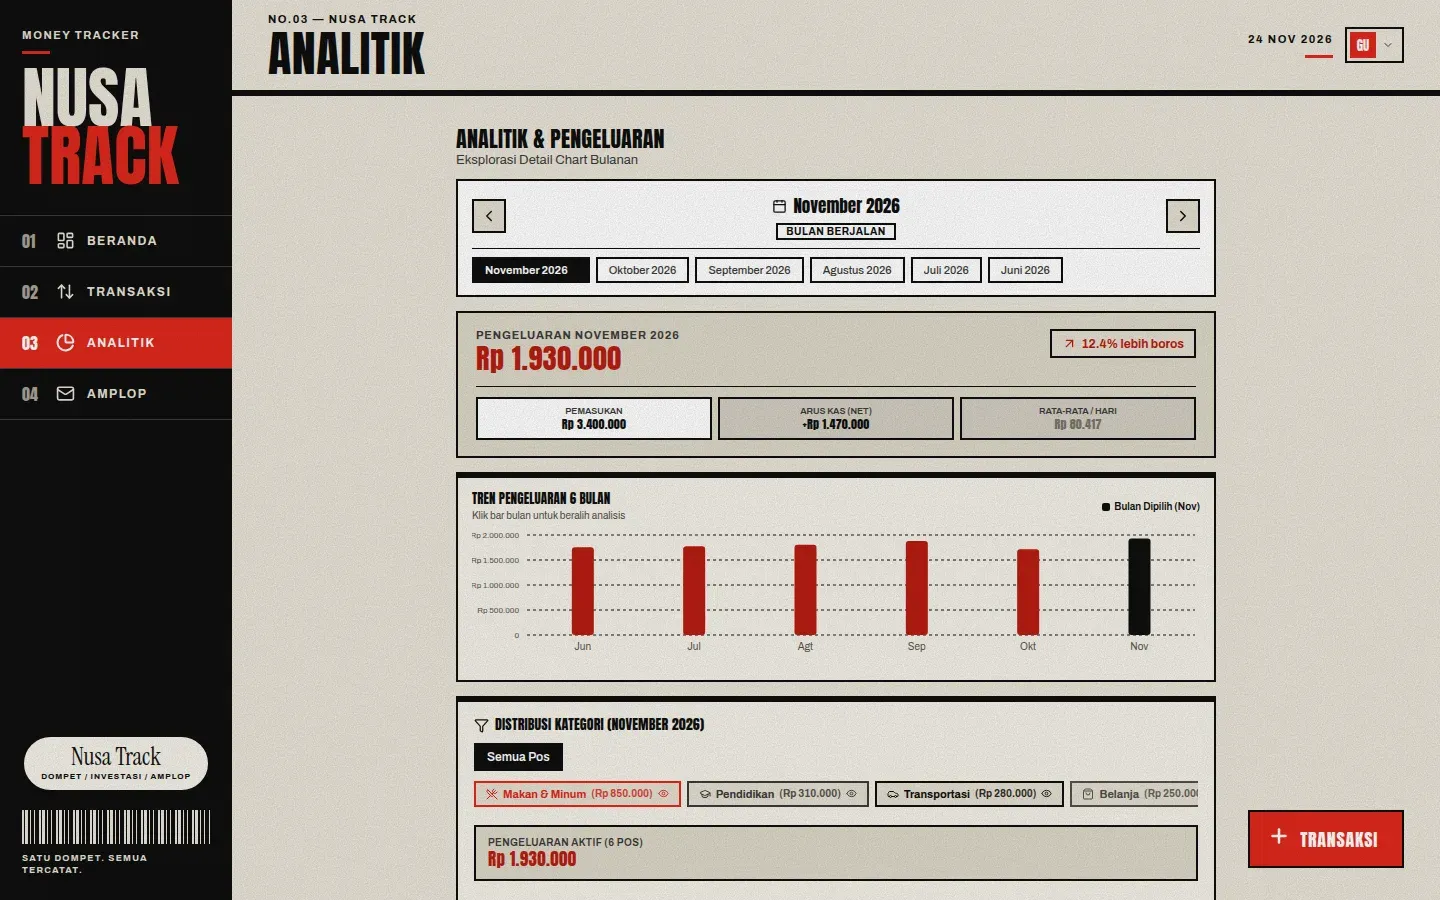 MONEY TRACKER
NUSA
TRACK
01 BERANDA
02 TRANSAKSI
03 ANALITIK
04 AMPLOP
Nusa Track
DOMPET / INVESTASI / AMPLOP
SATU DOMPET. SEMUA
TERCATAT.
NO.03 — NUSA TRACK
ANALITIK
24 NOV 2026
GU
ANALITIK & PENGELUARAN
Eksplorasi Detail Chart Bulanan
November 2026
BULAN BERJALAN
November 2026 Oktober 2026 September 2026 Agustus 2026 Juli 2026 Juni 2026
PENGELUARAN NOVEMBER 2026
Rp 1.930.000
12.4% lebih boros
PEMASUKAN
Rp 3.400.000
ARUS KAS (NET)
+Rp 1.470.000
RATA-RATA / HARI
Rp 80.417
TREN PENGELUARAN 6 BULAN
Klik bar bulan untuk beralih analisis
Bulan Dipilih (Nov)
Rp 2.000.000
Rp 1.500.000
Rp 1.000.000
Rp 500.000
0
Jun Jul Agt Sep Okt Nov
DISTRIBUSI KATEGORI (NOVEMBER 2026)
Semua Pos
Makan & Minum (Rp 850.000) Pendidikan (Rp 310.000) Transportasi (Rp 280.000) Belanja (Rp 250.000
PENGELUARAN AKTIF (6 POS)
Rp 1.930.000
+ TRANSAKSI